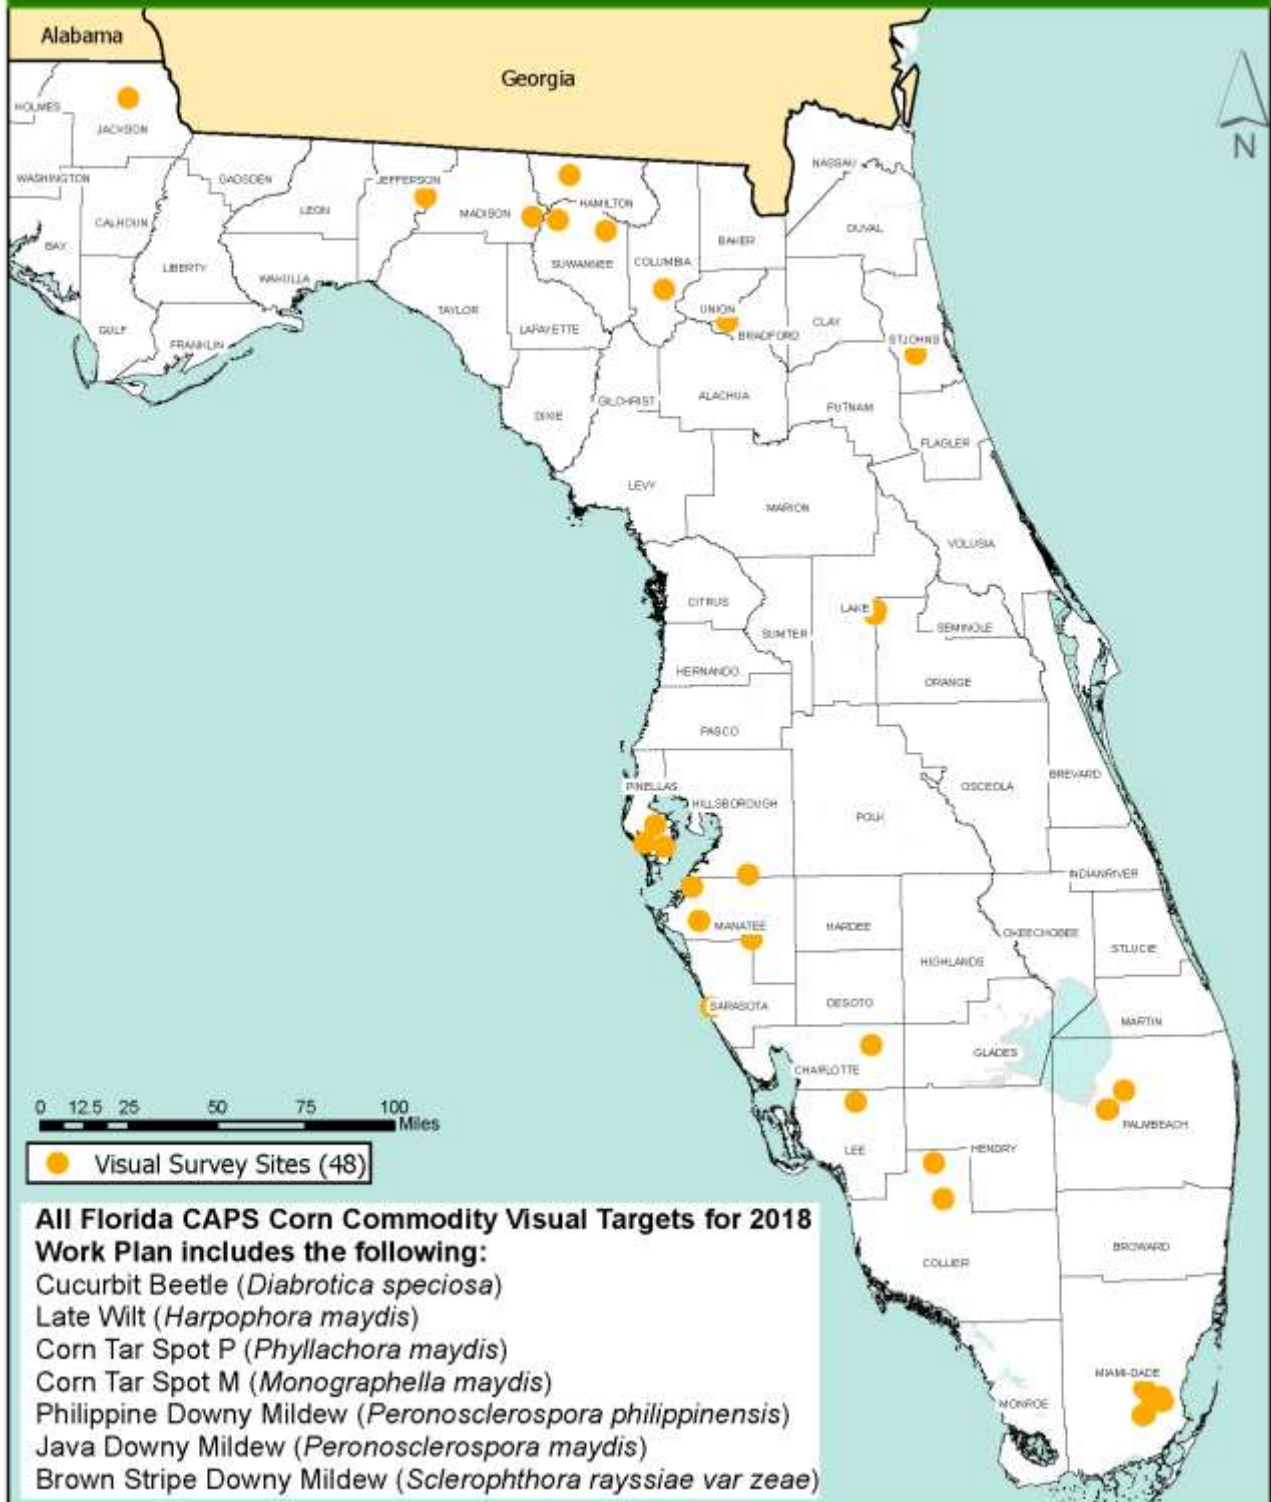 Alabama
Georgia
N
HOLMES
JACKSON
WASHINGTON
GADSDEN
JEFFERSON
LEON
MADISON
HAMILTON
NASSAU
CALHOUN
BAY
LIBERTY
WAKULLA
SUWANNEE
COLUMBIA
BAKER
DUVAL
GULF
FRANKLIN
TAYLOR
LAFAYETTE
UNION
BRADFORD
CLAY
STJOHNS
DIXIE
GILCHRIST
ALACHUA
PUTNAM
FLAGLER
LEVY
MARION
VOLUSIA
CITRUS
SUMTER
LAKE
SEMINOLE
HERNANDO
ORANGE
PASCO
PINELLAS
HILLSBOROUGH
POLK
OSCEOLA
BREVARD
INDIANRIVER
MANATEE
HARDEE
OKEECHOBEE
STLUCIE
HIGHLANDS
SARASOTA
DESOTO
MARTIN
CHARLOTTE
GLADES
LEE
HENDRY
PALMBEACH
COLLIER
BROWARD
MIAMI-DADE
MONROE
0 12.5 25 50 75 100
Miles
Visual Survey Sites (48)
All Florida CAPS Corn Commodity Visual Targets for 2018
Work Plan includes the following:
Cucurbit Beetle (Diabrotica speciosa)
Late Wilt (Harpophora maydis)
Corn Tar Spot P (Phyllachora maydis)
Corn Tar Spot M (Monographella maydis)
Philippine Downy Mildew (Peronosclerospora philippinensis)
Java Downy Mildew (Peronosclerospora maydis)
Brown Stripe Downy Mildew (Sclerophthora rayssiae var zeae)